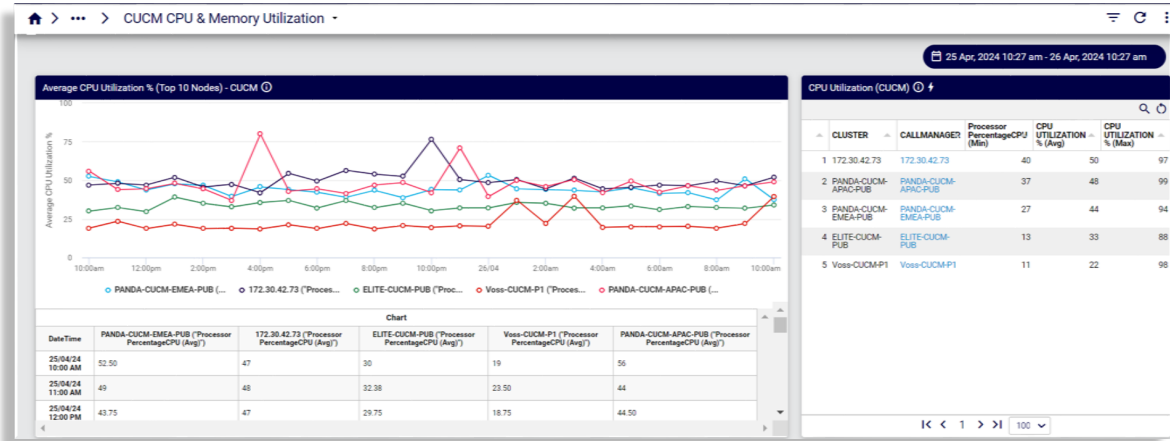 CUCM CPU & Memory Utilization
25 Apr, 2024 10:27 am - 26 Apr, 2024 10:27 am
Average CPU Utilization % (Top 10 Nodes) - CUCM
100
75
50
25
0
Average CPU Utilization %
10:00am 12:00pm 2:00pm 4:00pm 6:00pm 8:00pm 10:00pm 26/04 2:00am 4:00am 6:00am 8:00am 10:00am
PANDA-CUCM-EMEA-PUB (... 172.30.42.73 ("Proces... ELITE-CUCM-PUB ("Proc... Voss-CUCM-P1 ("Proces... PANDA-CUCM-APAC-PUB (...
Chart
DateTime
PANDA-CUCM-EMEA-PUB ("Processor
PercentageCPU (Avg)")
172.30.42.73 ("Processor
PercentageCPU (Avg)")
ELITE-CUCM-PUB ("Processor
PercentageCPU (Avg)")
Voss-CUCM-P1 ("Processor
PercentageCPU (Avg)")
PANDA-CUCM-APAC-PUB ("Processor
PercentageCPU (Avg)")
25/04/24
10:00 AM
52.50 47 30 19 56
25/04/24
11:00 AM
49 48 32.38 23.50 44
25/04/24
12:00 PM
43.75 47 29.75 18.75 44.50
CPU Utilization (CUCM)
CLUSTER
CALLMANAGER
Processor
PercentageCPU
(Min)
CPU
UTILIZATION
% (Avg)
CPU
UTILIZATION
% (Max)
1 172.30.42.73 172.30.42.73 40 50 97
2 PANDA-CUCM-
APAC-PUB
PANDA-CUCM-
APAC-PUB
37 48 99
3 PANDA-CUCM-
EMEA-PUB
PANDA-CUCM-
EMEA-PUB
27 44 94
4 ELITE-CUCM-
PUB
ELITE-CUCM-
PUB
13 33 88
5 Voss-CUCM-P1 Voss-CUCM-P1 11 22 98
1
100